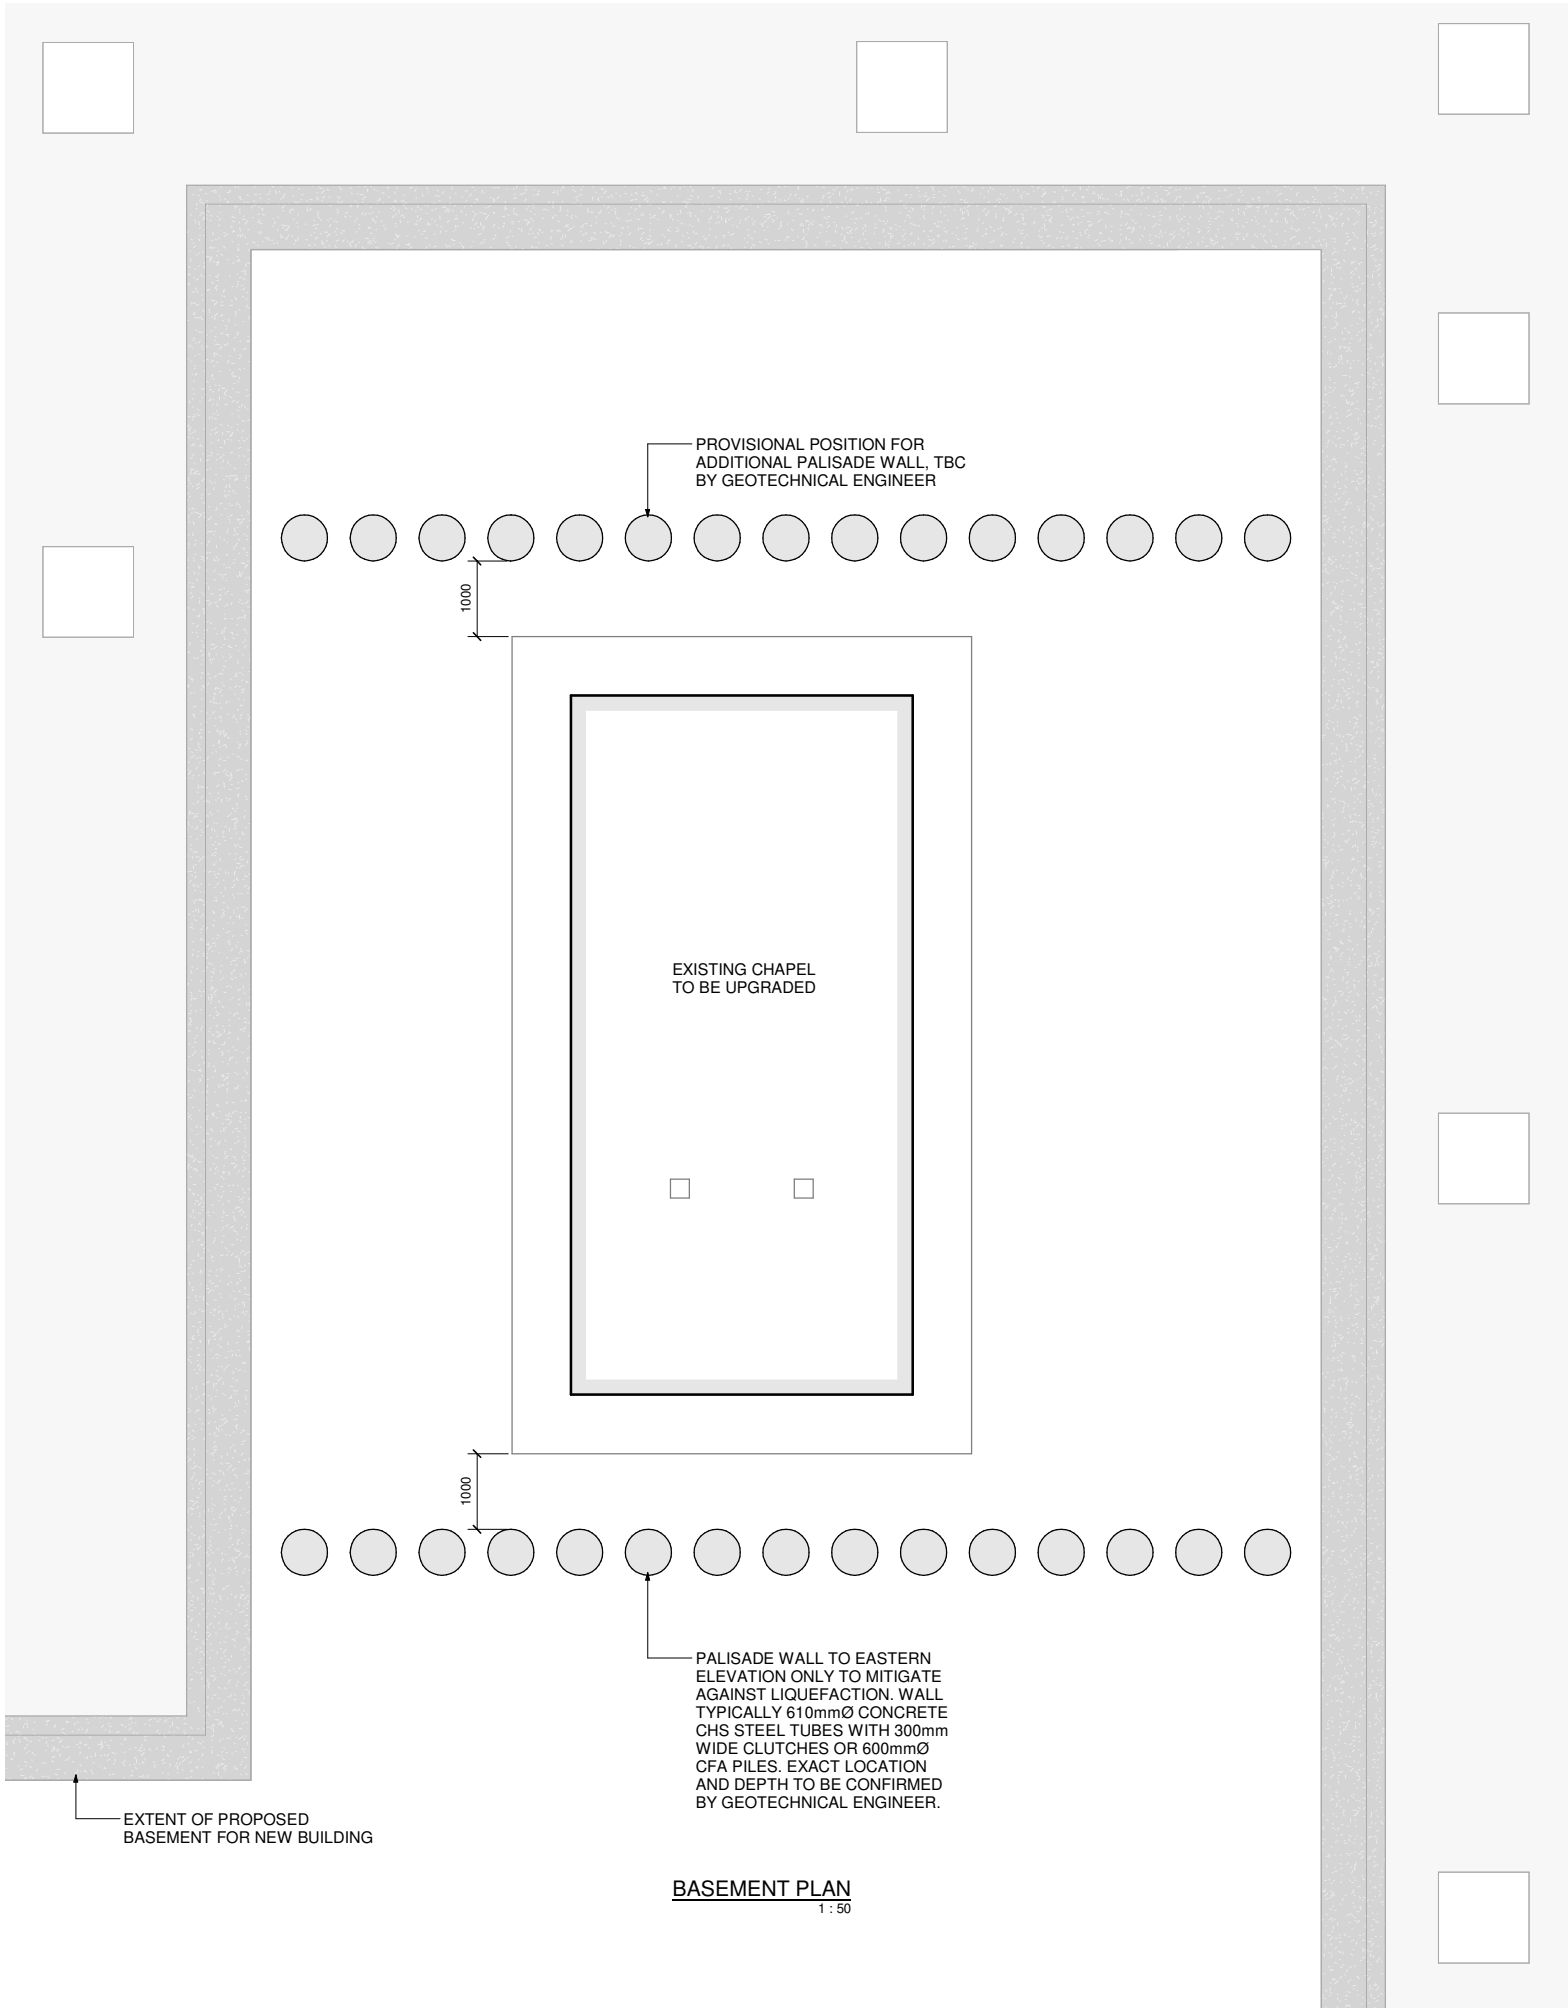 PROVISIONAL POSITION FOR
ADDITIONAL PALISADE WALL, TBC
BY GEOTECHNICAL ENGINEER
1000
EXISTING CHAPEL
TO BE UPGRADED
1000
PALISADE WALL TO EASTERN
ELEVATION ONLY TO MITIGATE
AGAINST LIQUEFACTION. WALL
TYPICALLY 610mmØ CONCRETE
CHS STEEL TUBES WITH 300mm
WIDE CLUTCHES OR 600mmØ
CFA PILES. EXACT LOCATION
AND DEPTH TO BE CONFIRMED
BY GEOTECHNICAL ENGINEER.
EXTENT OF PROPOSED
BASEMENT FOR NEW BUILDING
BASEMENT PLAN
1 : 50